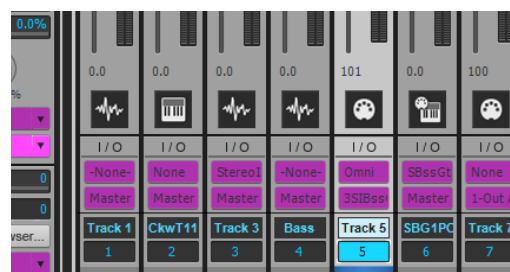 0.0%
0.0 0.0 0.0 0.0 101 0.0 100
%
I / O I / O I / O I / O I / O I / O I / O
-None- None StereoI -None- Omni SBssGt None
0 Master Master Master Master 3SIBss Master 1-Out
0
Track 1 CkwT11 Track 3 Bass Track 5 SBG1PC Track 7
wser... 1 2 3 4 5 6 7